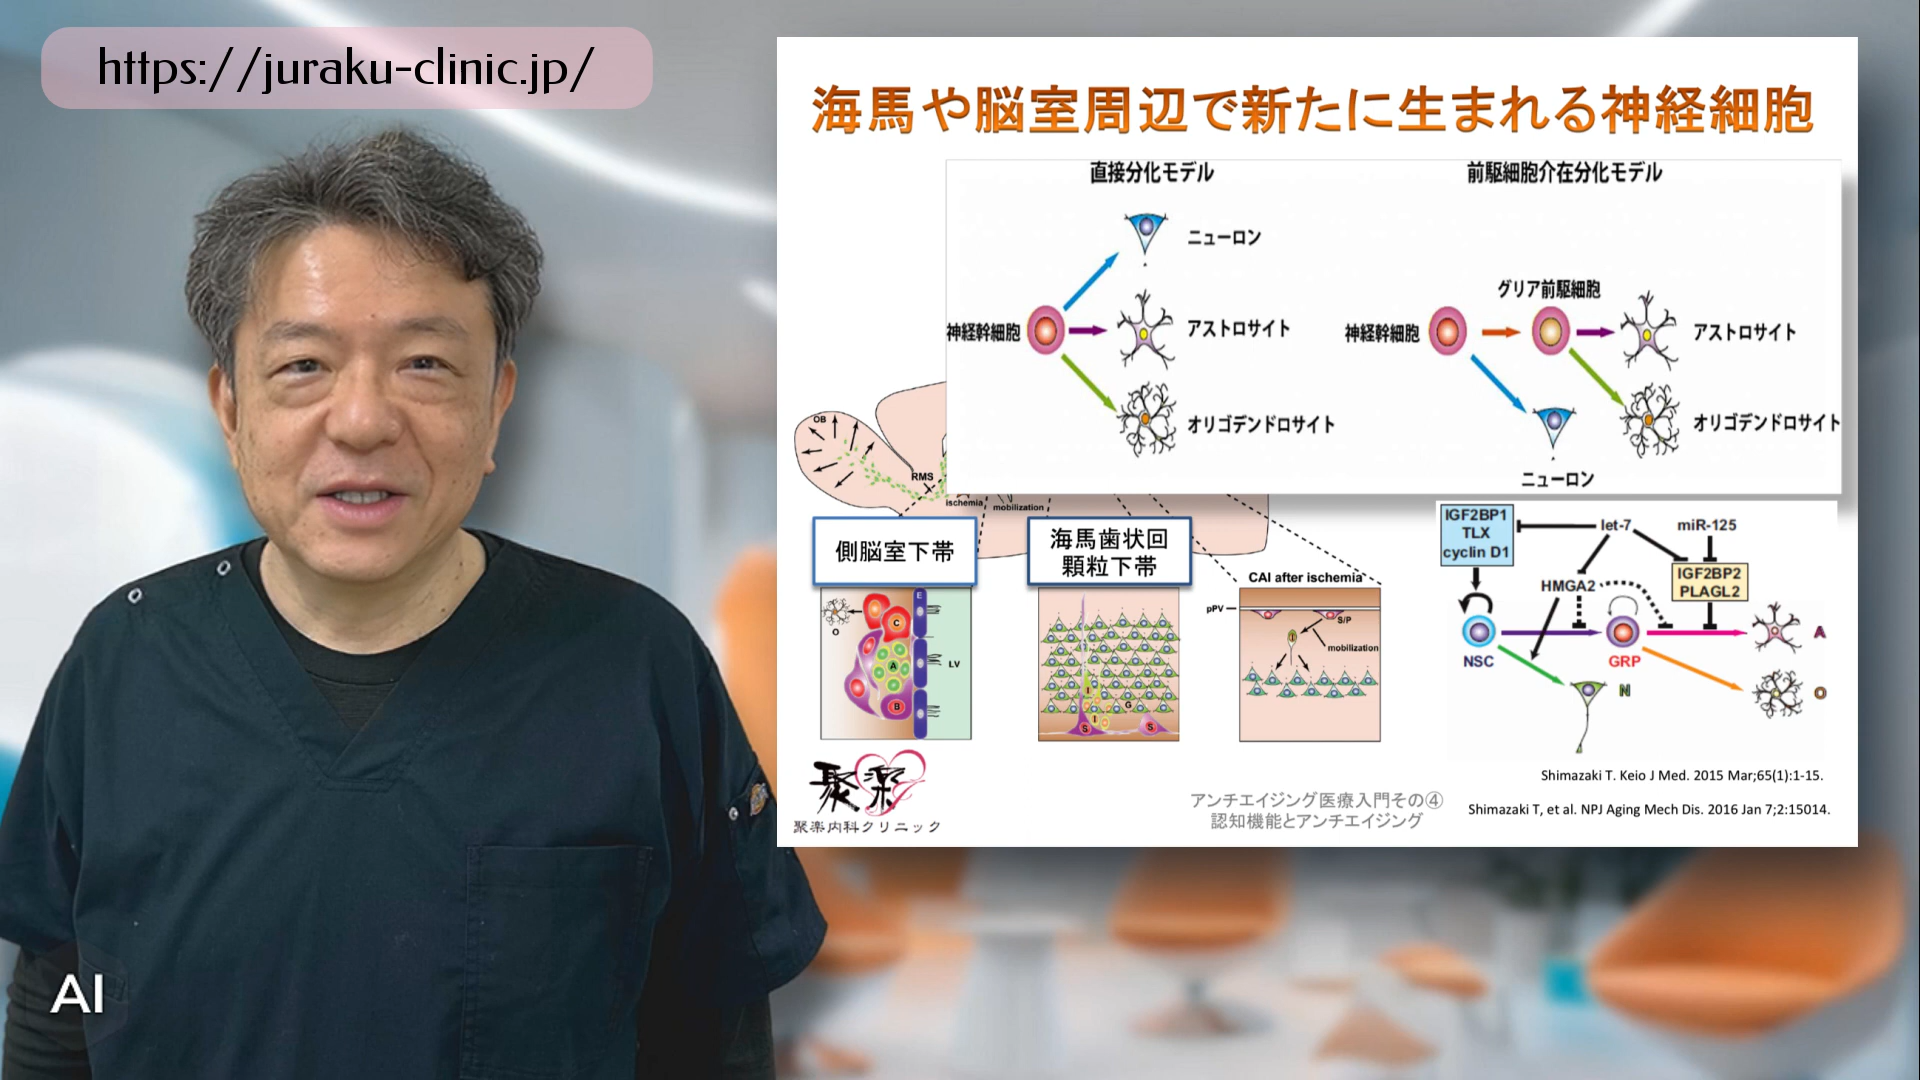 https://juraku-clinic.jp/
海馬や脳室周辺で新たに生まれる神経細胞
直接分化モデル
前駆細胞介在分化モデル
ニューロン
神経幹細胞
アストロサイト
オリゴデンドロサイト
グリア前駆細胞
神経幹細胞
アストロサイト
オリゴデンドロサイト
ニューロン
OB
RMS
ischemia
mobilization
側脳室下帯
海馬歯状回
顆粒下帯
O
C
E
A
B
LV
I
G
I
S
S
CAI after ischemia
pPV
S/P
I
mobilization
IGF2BP1
TLX
cyclin D1
let-7
miR-125
HMGA2
IGF2BP2
PLAGL2
NSC
GRP
A
N
O
Shimazaki T. Keio J Med. 2015 Mar;65(1):1-15.
Shimazaki T, et al. NPJ Aging Mech Dis. 2016 Jan 7;2:15014.
聚楽
聚楽内科クリニック
アンチエイジング医療入門その④
認知機能とアンチエイジング
AI